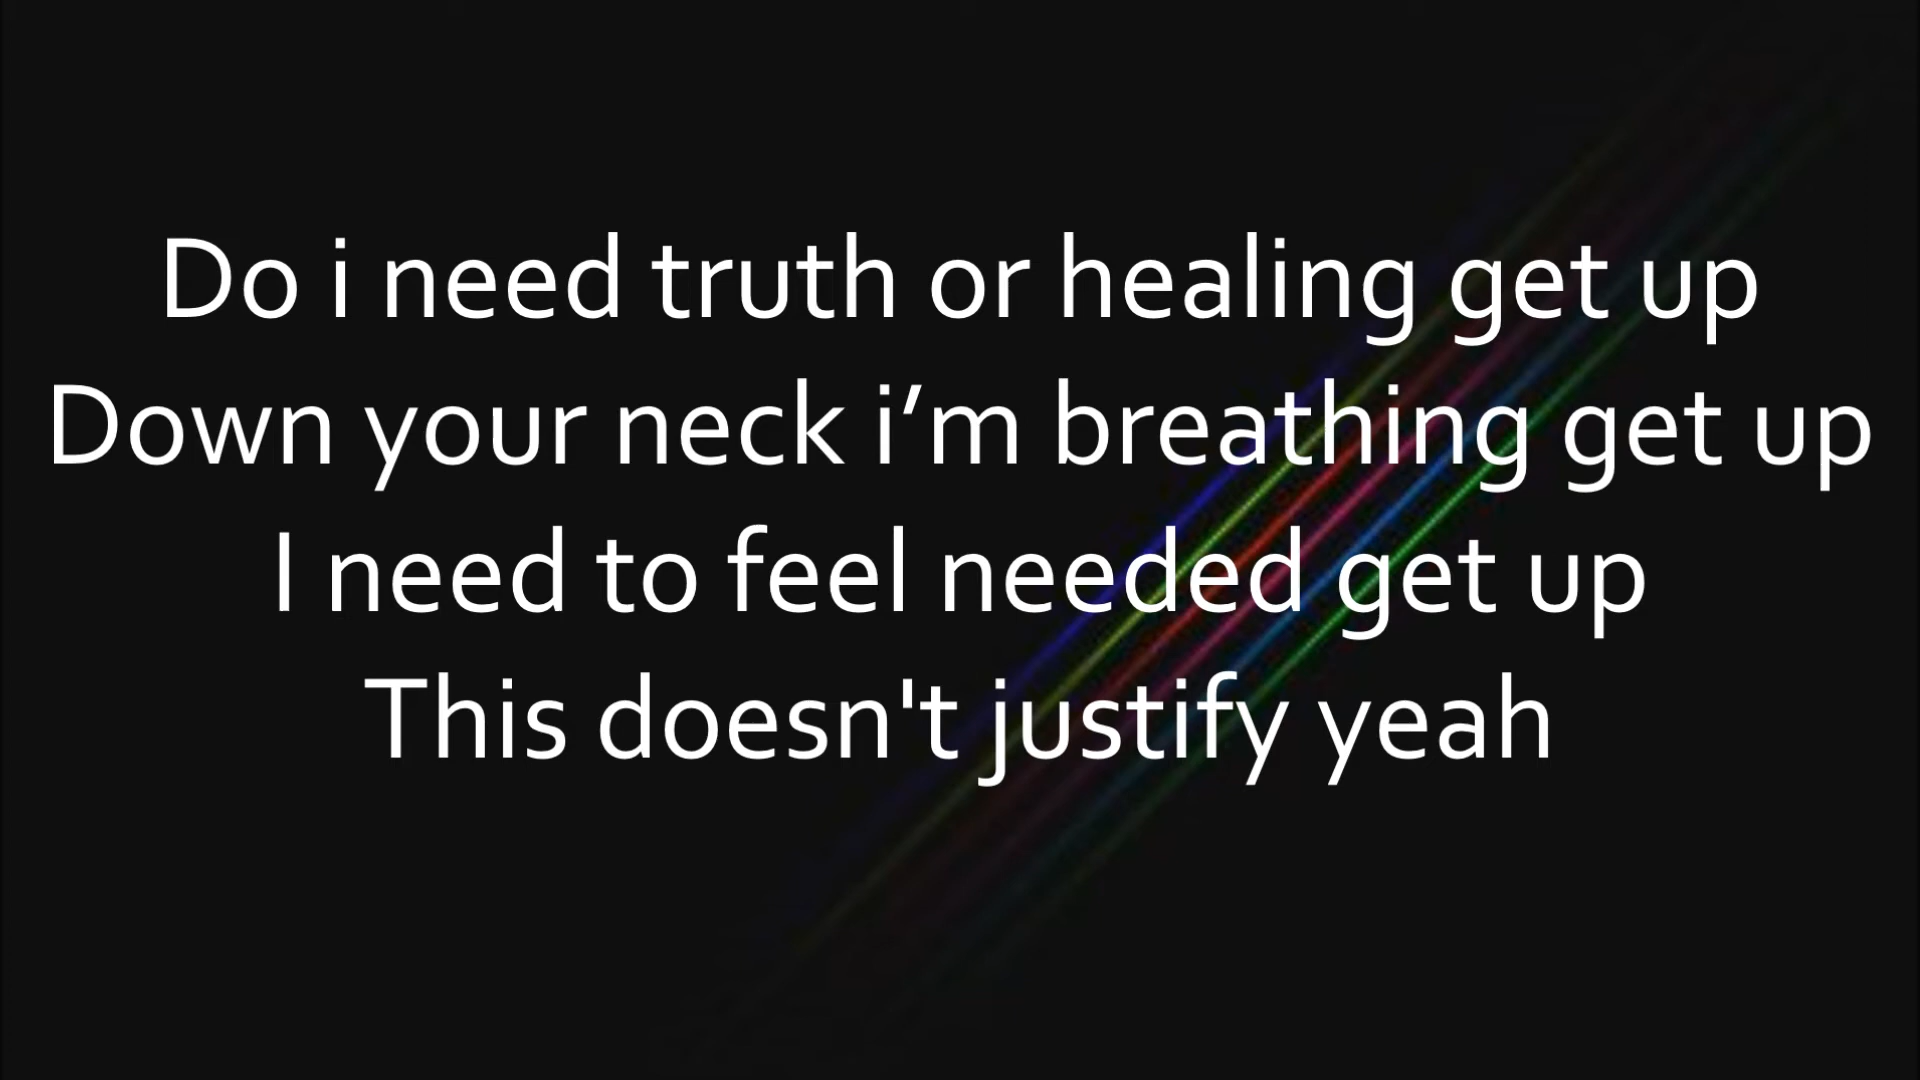 Do i need truth or healing get up
Down your neck i’m breathing get up
I need to feel needed get up
This doesn't justify yeah